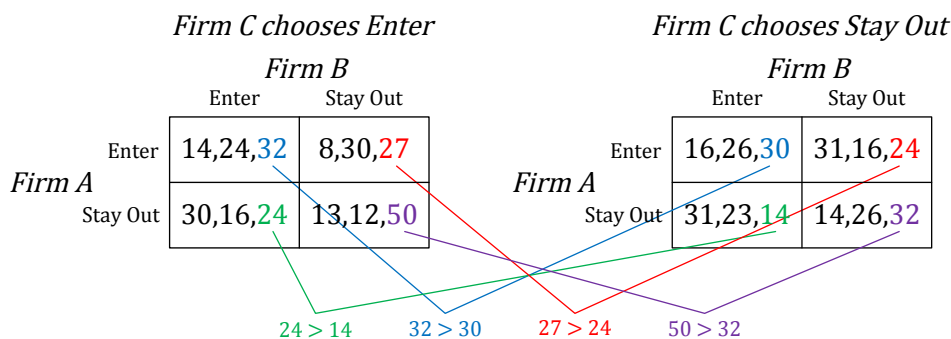 Firm C chooses Enter
Firm C chooses Stay Out
Firm B
Firm B
Enter Stay Out
Enter Stay Out
Enter 14,24,32 8,30,27
Enter 16,26,30 31,16,24
Firm A
Firm A
Stay Out 30,16,24 13,12,50
Stay Out 31,23,14 14,26,32
24 > 14 32 > 30 27 > 24 50 > 32